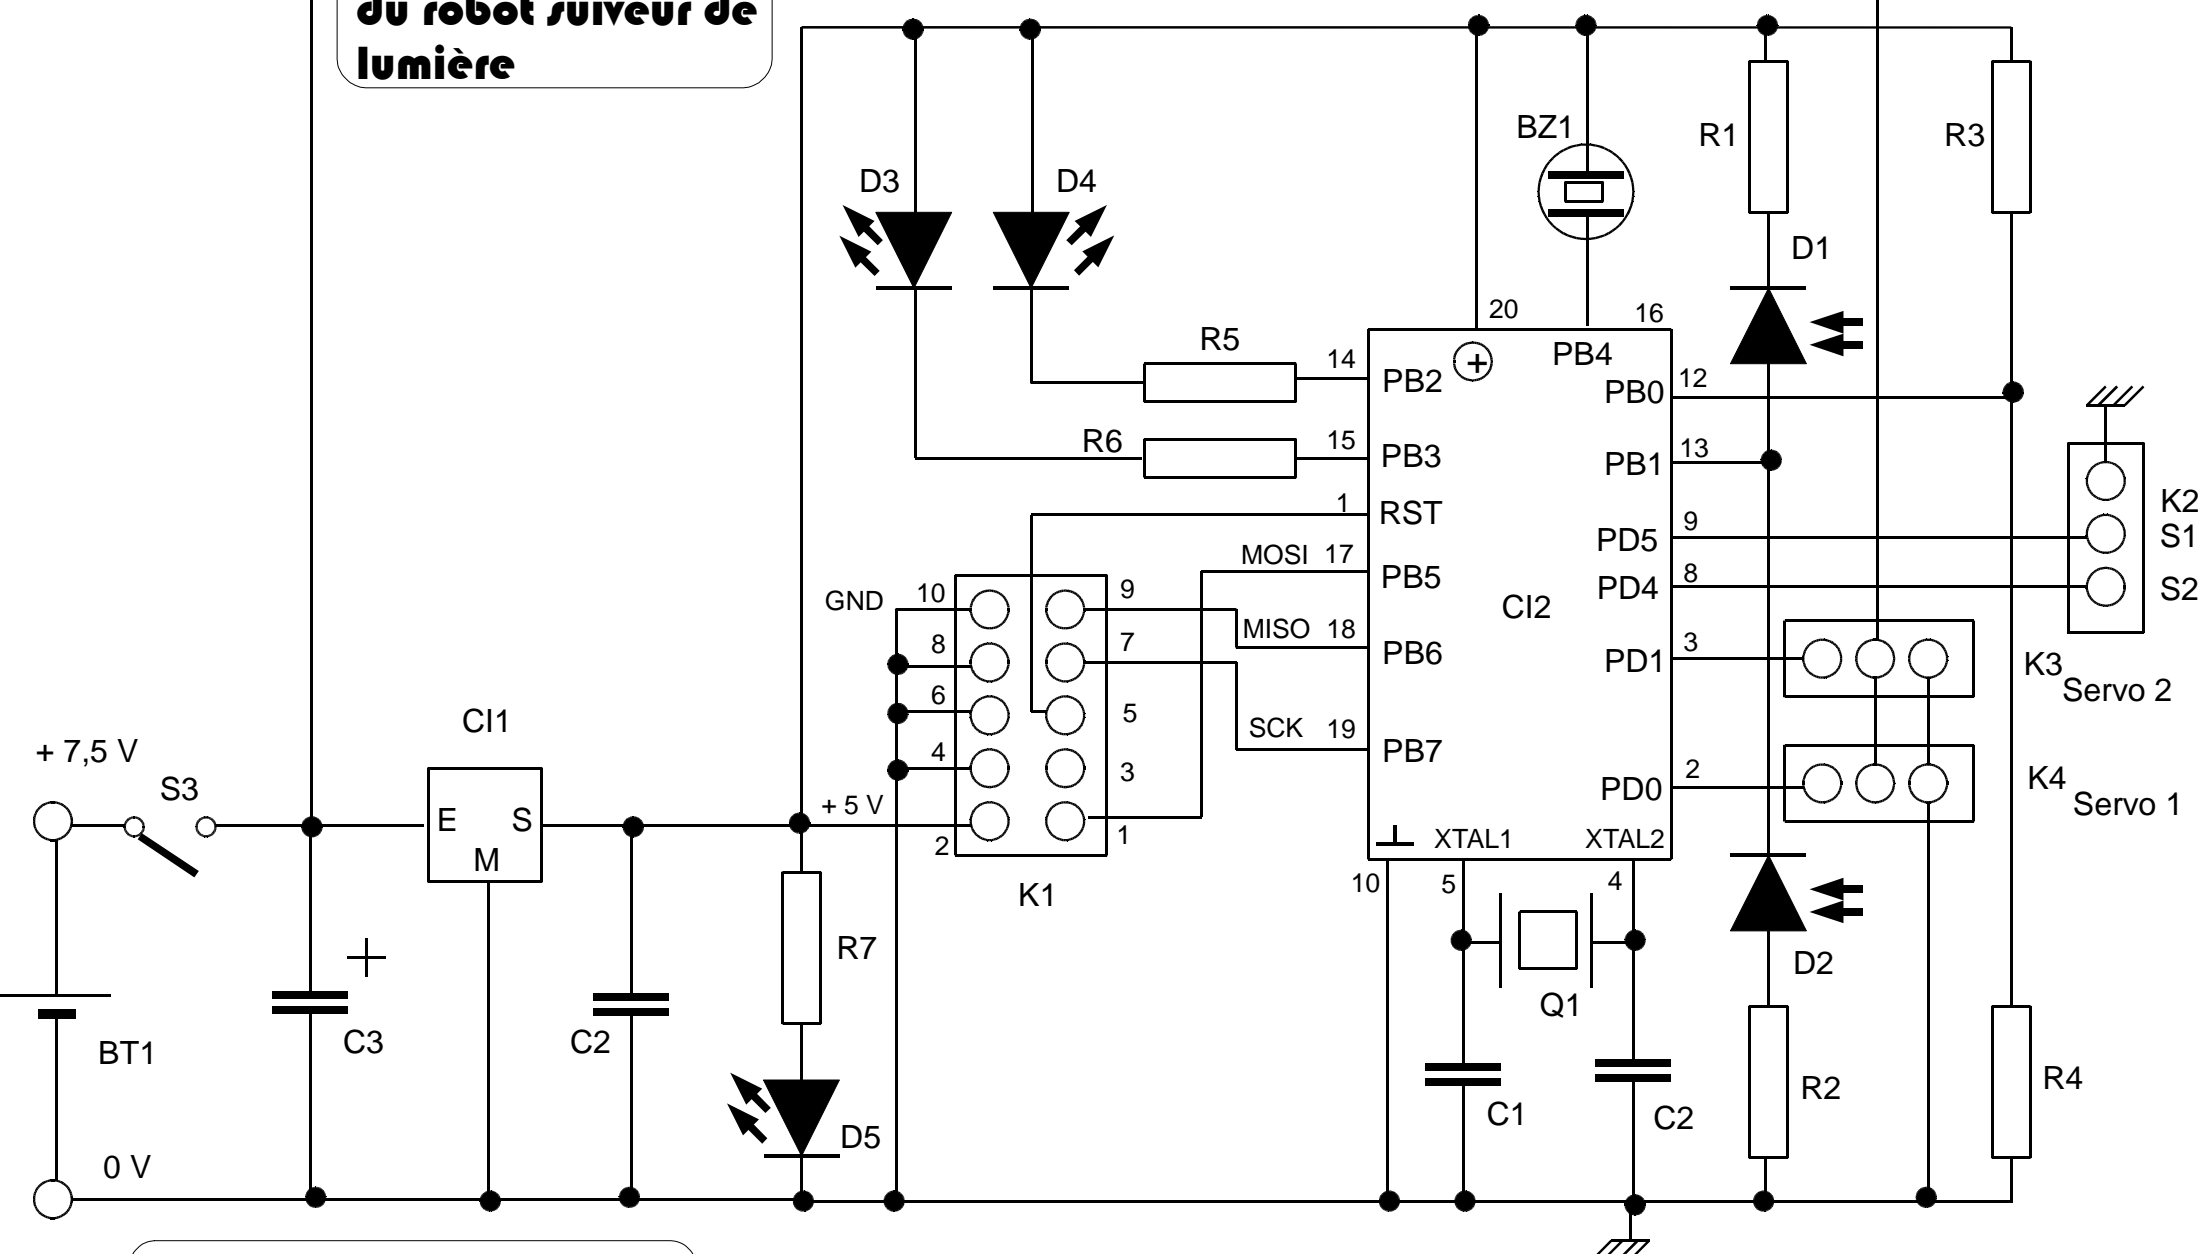 du robot suiveur de
lumière
BZ1
R1
R3
D3
D4
D1
20
16
R5
14
PB2
+
PB4
PB0
12
R6
15
PB3
PB1
13
1
RST
K2
PD5
9
S1
MOSI
17
PB5
PD4
8
S2
CI2
GND
10
9
MISO
18
PB6
8
7
PD1
3
K3
Servo 2
6
5
CI1
SCK
19
PB7
4
3
PD0
2
K4
Servo 1
+ 7,5 V
S3
E
S
M
+ 5 V
2
1
XTAL1
XTAL2
K1
10
5
4
+
R7
D2
Q1
BT1
C3
C2
C1
C2
R2
R4
D5
0 V